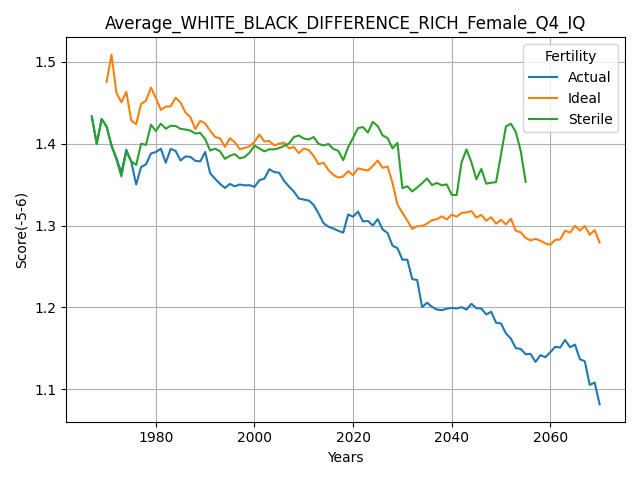 Average_WHITE_BLACK_DIFFERENCE_RICH_Female_Q4_IQ
Fertility
Actual
Ideal
Sterile
Score(-5-6)
1.5
1.4
1.3
1.2
1.1
1980 2000 2020 2040 2060
Years